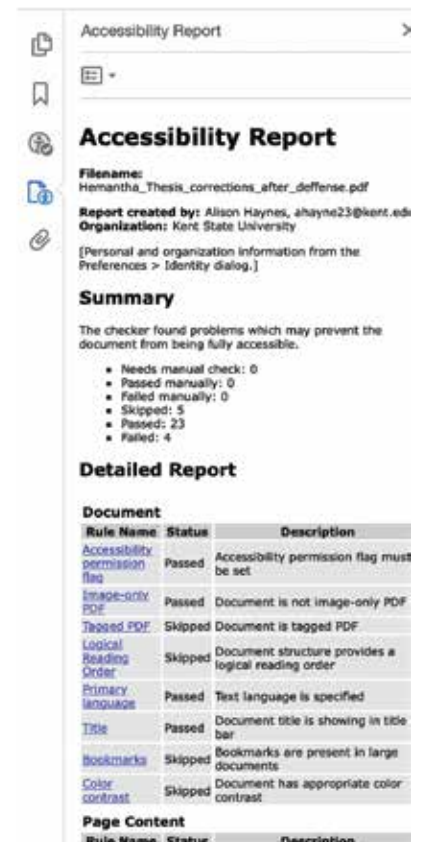 Accessibility Report
Accessibility Report
Filename:
Hemantha_Thesis_corrections_after_deffense.pdf
Report created by: Alison Haynes, ahayne23@kent.edu
Organization: Kent State University
[Personal and organization information from the
Preferences > Identity dialog.]
Summary
The checker found problems which may prevent the
document from being fully accessible.
Needs manual check: 0
Passed manually: 0
Failed manually: 0
Skipped: 5
Passed: 23
Failed: 4
Detailed Report
Document
Rule Name Status Description
Accessibility permission flag Passed Accessibility permission flag must be set
Image-only PDF Passed Document is not image-only PDF
Tagged PDF Skipped Document is tagged PDF
Logical Reading Order Skipped Document structure provides a logical reading order
Primary language Passed Text language is specified
Title Passed Document title is showing in title bar
Bookmarks Skipped Bookmarks are present in large documents
Color contrast Skipped Document has appropriate color contrast
Page Content
Rule Name Status Description